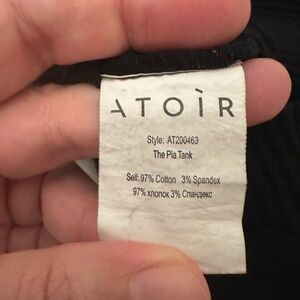 ATOÌR
Style: AT200463
The Pia Tank
Self: 97% Cotton 3% Spandex
97% хлопок 3% Спандекс